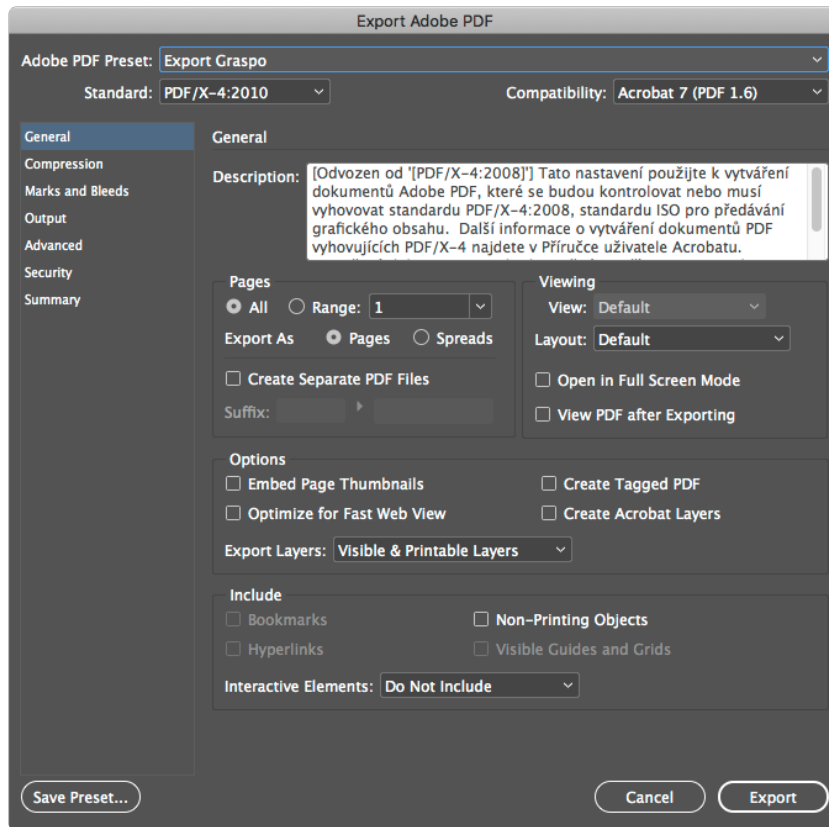 Export Adobe PDF
Adobe PDF Preset: Export Graspo
Standard: PDF/X-4:2010 Compatibility: Acrobat 7 (PDF 1.6)
General
Compression
Marks and Bleeds
Output
Advanced
Security
Summary
General
Description: [Odvozen od '[PDF/X-4:2008]'] Tato nastavení použijte k vytváření
dokumentů Adobe PDF, které se budou kontrolovat nebo musí
vyhovovat standardu PDF/X-4:2008, standardu ISO pro předávání
grafického obsahu.  Další informace o vytváření dokumentů PDF
vyhovujících PDF/X-4 najdete v Příručce uživatele Acrobatu.
Pages
All Range: 1
Export As Pages Spreads
Create Separate PDF Files
Suffix:
Viewing
View: Default
Layout: Default
Open in Full Screen Mode
View PDF after Exporting
Options
Embed Page Thumbnails Create Tagged PDF
Optimize for Fast Web View Create Acrobat Layers
Export Layers: Visible & Printable Layers
Include
Bookmarks Non-Printing Objects
Hyperlinks Visible Guides and Grids
Interactive Elements: Do Not Include
Save Preset... Cancel Export